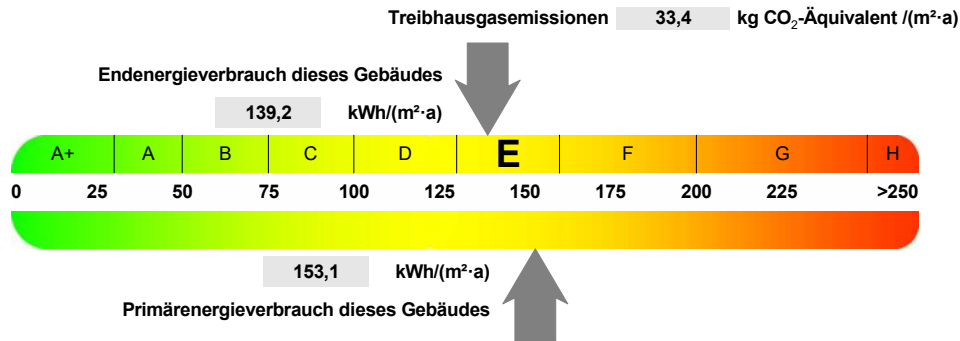 Treibhausgasemissionen 33,4 kg CO₂-Äquivalent /(m²·a)
Endenergieverbrauch dieses Gebäudes
139,2 kWh/(m²·a)
A+ A B C D E F G H
0 25 50 75 100 125 150 175 200 225 >250
153,1 kWh/(m²·a)
Primärenergieverbrauch dieses Gebäudes